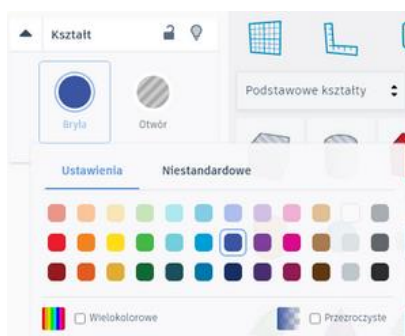 Kształt
Podstawowe kształty
Bryła
Otwór
Ustawienia
Niestandardowe
Wielokolorowe
Przezroczyste